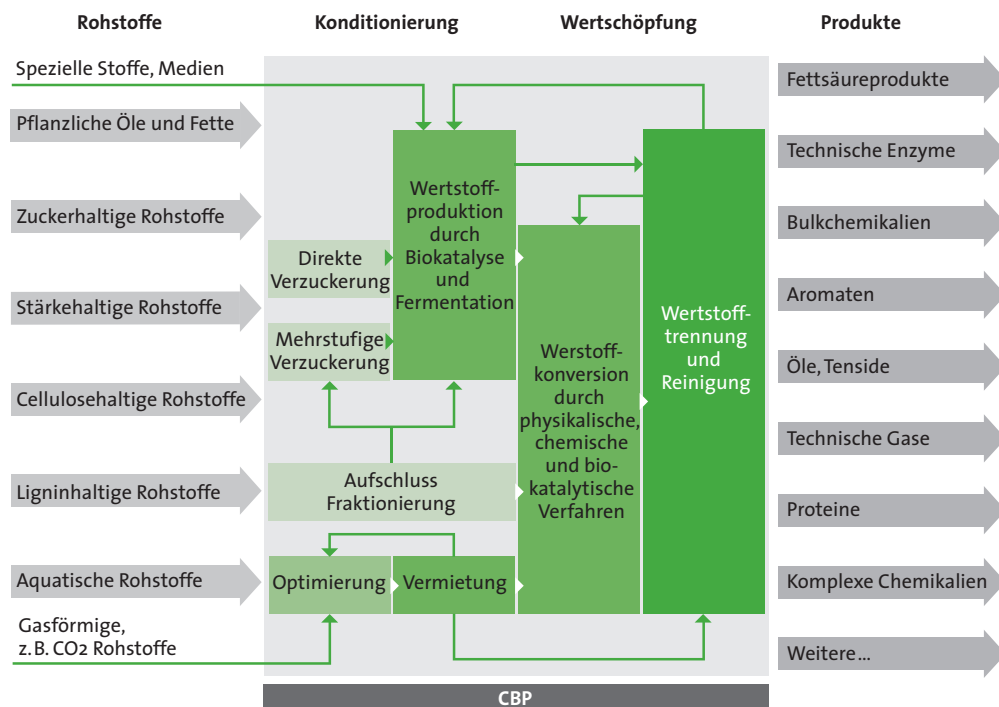 Rohstoffe
Konditionierung
Wertschöpfung
Produkte
Spezielle Stoffe, Medien
Pflanzliche Öle und Fette
Zuckerhaltige Rohstoffe
Stärkehaltige Rohstoffe
Cellulosehaltige Rohstoffe
Ligninhaltige Rohstoffe
Aquatische Rohstoffe
Gasförmige,
z. B. CO2 Rohstoffe
Direkte
Verzuckerung
Mehrstufige
Verzuckerung
Aufschluss
Fraktionierung
Optimierung
Vermietung
Wertstoff-
produktion
durch
Biokatalyse
und
Fermentation
Werstoff-
konversion
durch
physikalische,
chemische
und bio-
katalytische
Verfahren
Wertstoff-
trennung
und
Reinigung
Fettsäureprodukte
Technische Enzyme
Bulkchemikalien
Aromaten
Öle, Tenside
Technische Gase
Proteine
Komplexe Chemikalien
Weitere ...
CBP